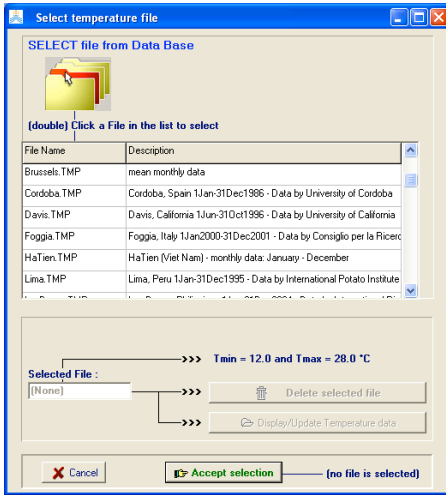 Select temperature file
SELECT file from Data Base
(double) Click a File in the list to select
File Name Description
Brussels.TMP mean monthly data
Cordoba.TMP Cordoba, Spain 1Jan-31Dec1986 - Data by University of Cordoba
Davis.TMP Davis, California 1Jun-31Oct1996 - Data by University of California
Foggia.TMP Foggia, Italy 1Jan2000-31Dec2001 - Data by Consiglio per la Ricerc
HaTien.TMP HaTien (Viet Nam) - monthly data: January - December
Lima.TMP Lima, Peru 1Jan-31Dec1995 - Data by International Potato Institute
>>> Tmin = 12.0 and Tmax = 28.0 °C
Selected File :
(None) >>> Delete selected file
>>> Display/Update Temperature data
Cancel Accept selection (no file is selected)